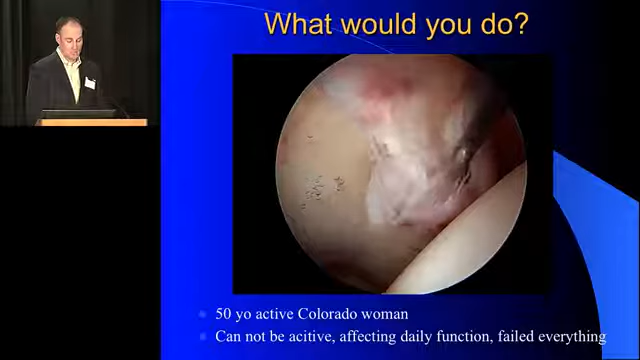 What would you do?
50 yo active Colorado woman
Can not be acitive, affecting daily function, failed everything